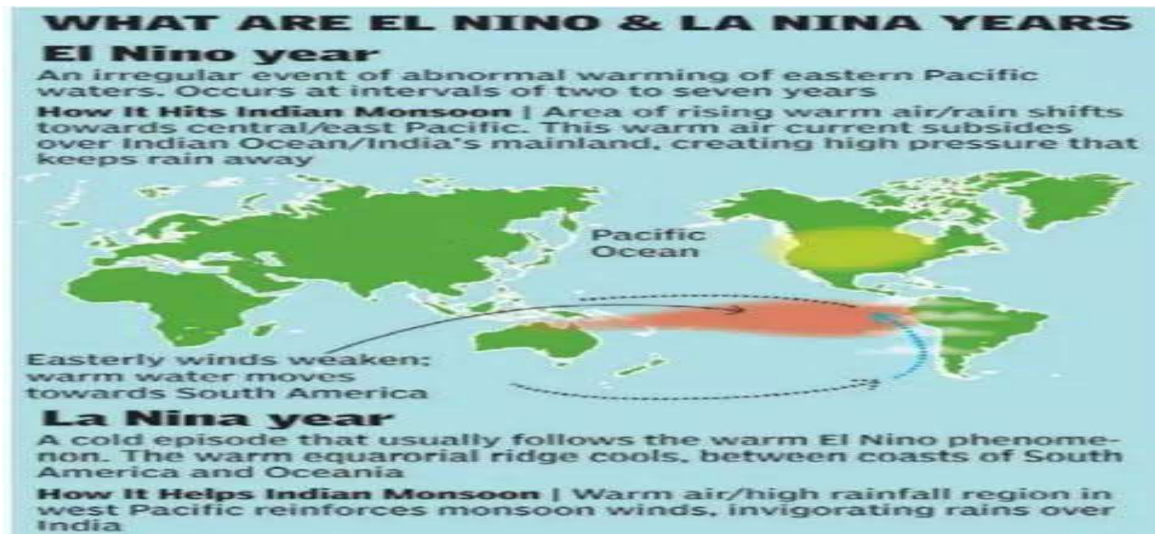 WHAT ARE EL NINO & LA NINA YEARS
El Nino year
An irregular event of abnormal warming of eastern Pacific
waters. Occurs at intervals of two to seven years
How It Hits Indian Monsoon | Area of rising warm air/rain shifts
towards central/east Pacific. This warm air current subsides
over Indian Ocean/India's mainland, creating high pressure that
keeps rain away
Pacific
Ocean
Easterly winds weaken;
warm water moves
towards South America
La Nina year
A cold episode that usually follows the warm El Nino phenome-
non. The warm equarorial ridge cools, between coasts of South
America and Oceania
How It Helps Indian Monsoon | Warm air/high rainfall region in
west Pacific reinforces monsoon winds, invigorating rains over
India